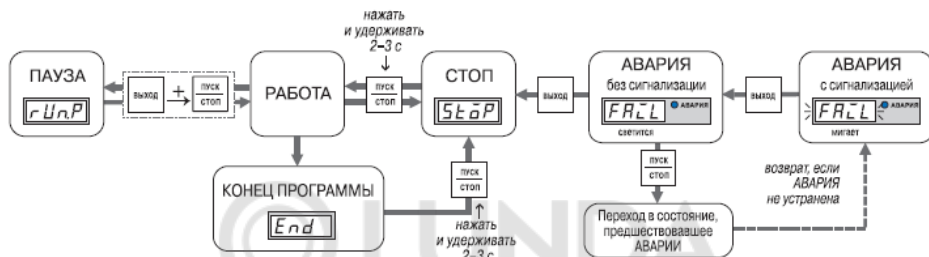 нажать
и удерживать
2–3 с
ПАУЗА
rUn.P
ВЫХОД
+
ПУСК
СТОП
РАБОТА
ПУСК
СТОП
СТОП
StoP
ВЫХОД
АВАРИЯ
без сигнализации
FAiL
АВАРИЯ
светится
ВЫХОД
АВАРИЯ
с сигнализацией
FAiL
АВАРИЯ
мигает
КОНЕЦ ПРОГРАММЫ
End
ПУСК
СТОП
нажать
и удерживать
2–3 с
ПУСК
СТОП
Переход в состояние,
предшествовавшее
АВАРИИ
возврат, если
АВАРИЯ
не устранена
LUNDA